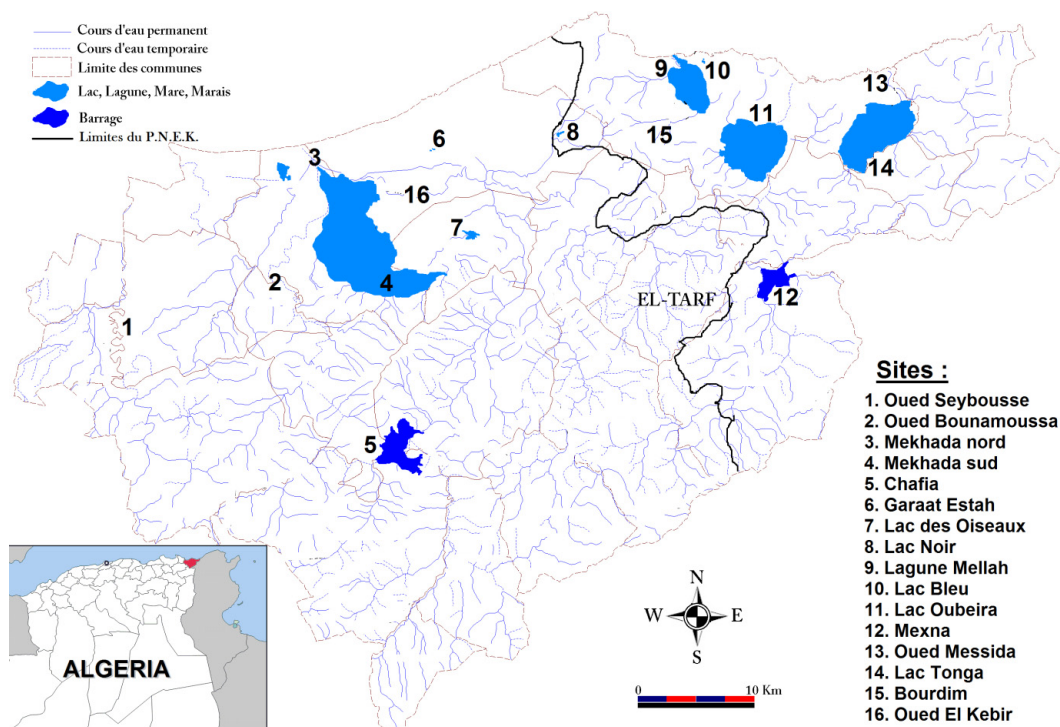 Cours d'eau permanent
Cours d'eau temporaire
Limite des communes
Lac, Lagune, Mare, Marais
Barrage
Limites du P.N.E.K.
9
10
13
11
8
15
6
3
14
16
7
2
4
EL-TARF
12
1
5
Sites :
1. Oued Seybousse
2. Oued Bounamoussa
3. Mekhada nord
4. Mekhada sud
5. Chafia
6. Garaat Estah
7. Lac des Oiseaux
8. Lac Noir
9. Lagune Mellah
10. Lac Bleu
11. Lac Oubeira
12. Mexna
13. Oued Messida
14. Lac Tonga
15. Bourdim
16. Oued El Kebir
ALGERIA
N
W E
S
0 10 Km